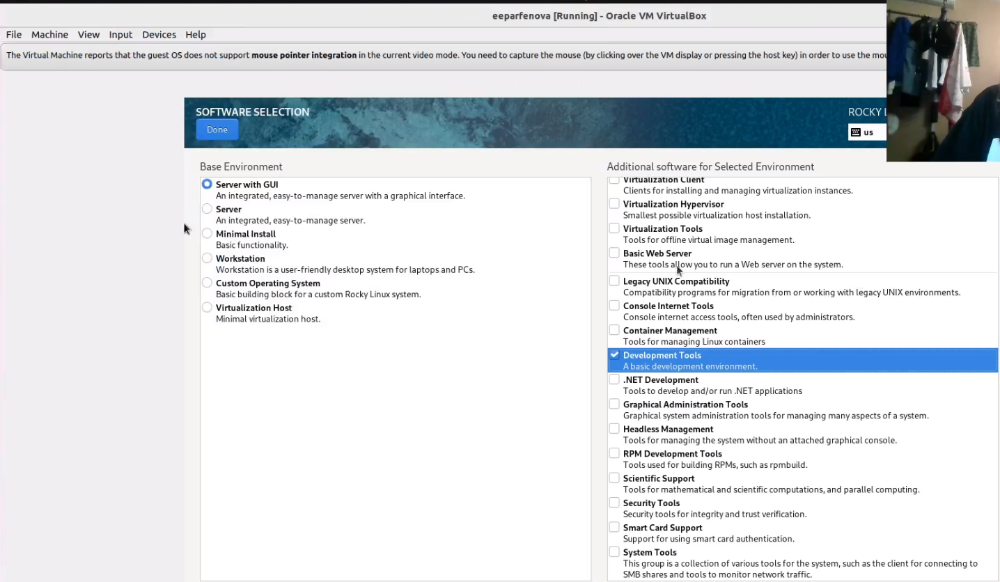 eeparfenova [Running] - Oracle VM VirtualBox
File Machine View Input Devices Help
The Virtual Machine reports that the guest OS does not support mouse pointer integration in the current video mode. You need to capture the mouse (by clicking over the VM display or pressing the host key) in order to use the
SOFTWARE SELECTION
Done
ROCKY
us
Base Environment
Server with GUI
An integrated, easy-to-manage server with a graphical interface.
Server
An integrated, easy-to-manage server.
Minimal Install
Basic functionality.
Workstation
Workstation is a user-friendly desktop system for laptops and PCs.
Custom Operating System
Basic building block for a custom Rocky Linux system.
Virtualization Host
Minimal virtualization host.
Additional software for Selected Environment
Virtualization Client
Clients for installing and managing virtualization instances.
Virtualization Hypervisor
Smallest possible virtualization host installation.
Virtualization Tools
Tools for offline virtual image management.
Basic Web Server
These tools allow you to run a Web server on the system.
Legacy UNIX Compatibility
Compatibility programs for migration from or working with legacy UNIX environments.
Console Internet Tools
Console internet access tools, often used by administrators.
Container Management
Tools for managing Linux containers
Development Tools
A basic development environment.
.NET Development
Tools to develop and/or run .NET applications
Graphical Administration Tools
Graphical system administration tools for managing many aspects of a system.
Headless Management
Tools for managing the system without an attached graphical console.
RPM Development Tools
Tools used for building RPMs, such as rpmbuild.
Scientific Support
Tools for mathematical and scientific computations, and parallel computing.
Security Tools
Security tools for integrity and trust verification.
Smart Card Support
Support for using smart card authentication.
System Tools
This group is a collection of various tools for the system, such as the client for connecting to
SMB shares and tools to monitor network traffic.